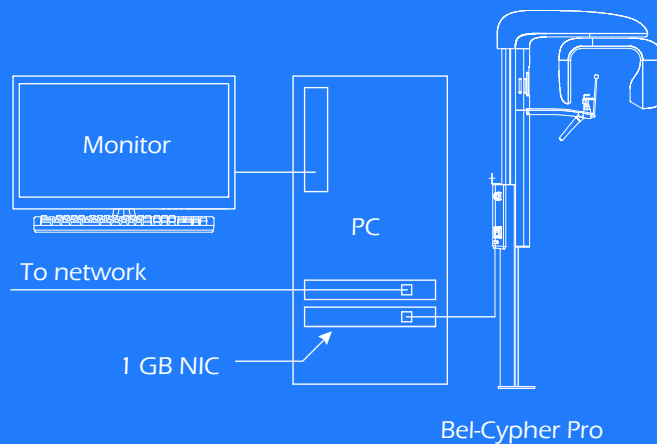 Monitor
PC
To network
1 GB NIC
Bel-Cypher Pro